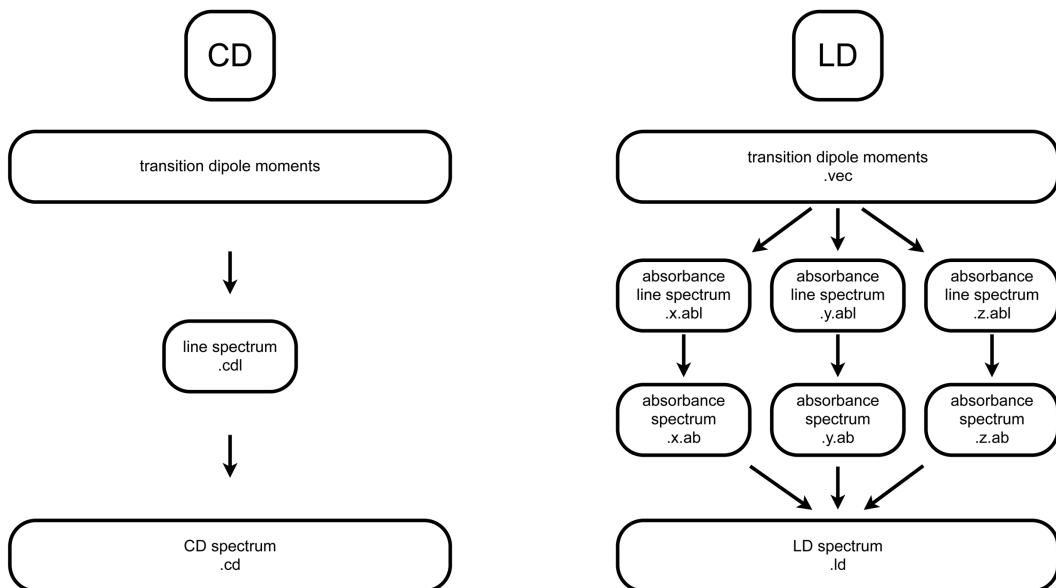 CD
transition dipole moments
line spectrum
.cdl
CD spectrum
.cd
LD
transition dipole moments
.vec
absorbance
line spectrum
.x.abl
absorbance
line spectrum
.y.abl
absorbance
line spectrum
.z.abl
absorbance
spectrum
.x.ab
absorbance
spectrum
.y.ab
absorbance
spectrum
.z.ab
LD spectrum
.ld